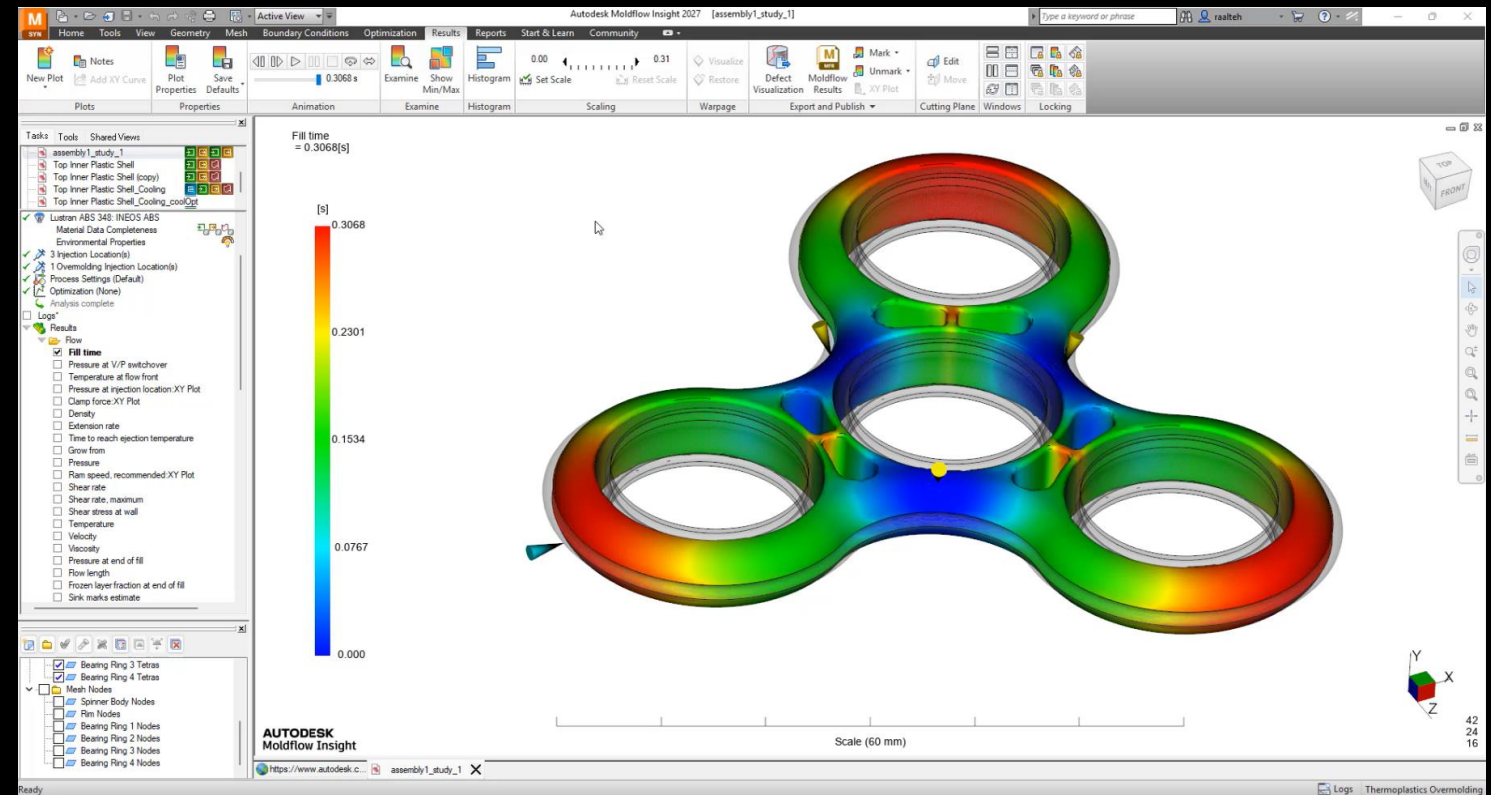 M
SYN
Active View
Autodesk Moldflow Insight 2027 [assembly1_study_1]
Type a keyword or phrase
raalteh
Home Tools View Geometry Mesh Boundary Conditions Optimization Results Reports Start & Learn Community
New Plot
Notes
Add XY Curve
Plot Properties
Save Defaults
0.3068 s
Examine
Show Min/Max
Histogram
0.00 0.31
Set Scale
Reset Scale
Visualize
Restore
Defect Visualization
Moldflow Results
Mark
Unmark
XY Plot
Edit
Move
Plots Properties Animation Examine Histogram Scaling Warpage Export and Publish Cutting Plane Windows Locking
Tasks Tools Shared Views
assembly1_study_1
Top Inner Plastic Shell
Top Inner Plastic Shell (copy)
Top Inner Plastic Shell_Cooling
Top Inner Plastic Shell_Cooling_coolOpt
Lustran ABS 348: INEOS ABS
Material Data Completeness
Environmental Properties
3 Injection Location(s)
1 Overmolding Injection Location(s)
Process Settings (Default)
Optimization (None)
Analysis complete
Logs*
Results
Flow
Fill time
Pressure at V/P switchover
Temperature at flow front
Pressure at injection location:XY Plot
Clamp force:XY Plot
Density
Extension rate
Time to reach ejection temperature
Grow from
Pressure
Ram speed, recommended:XY Plot
Shear rate
Shear rate, maximum
Shear stress at wall
Temperature
Velocity
Viscosity
Pressure at end of fill
Flow length
Frozen layer fraction at end of fill
Sink marks estimate
Bearing Ring 3 Tetras
Bearing Ring 4 Tetras
Mesh Nodes
Spinner Body Nodes
Rim Nodes
Bearing Ring 1 Nodes
Bearing Ring 2 Nodes
Bearing Ring 3 Nodes
Bearing Ring 4 Nodes
Fill time
= 0.3068[s]
[s]
0.3068
0.2301
0.1534
0.0767
0.000
TOP
FRONT
Y
X
Z
42
24
16
Scale (60 mm)
AUTODESK
Moldflow Insight
https://www.autodesk.c...
assembly1_study_1
Ready
Logs Thermoplastics Overmolding